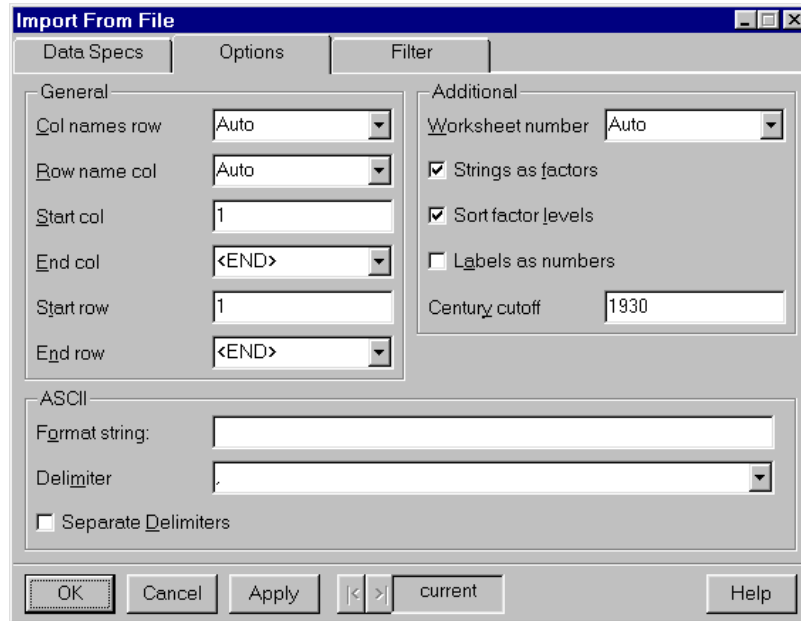 Import From File
Data Specs
Options
Filter
General
Col names row
Auto
Row name col
Auto
Start col
1
End col
<END>
Start row
1
End row
<END>
Additional
Worksheet number
Auto
Strings as factors
Sort factor levels
Labels as numbers
Century cutoff
1930
ASCII
Format string:
Delimiter
,
Separate Delimiters
OK
Cancel
Apply
|<
>|
current
Help